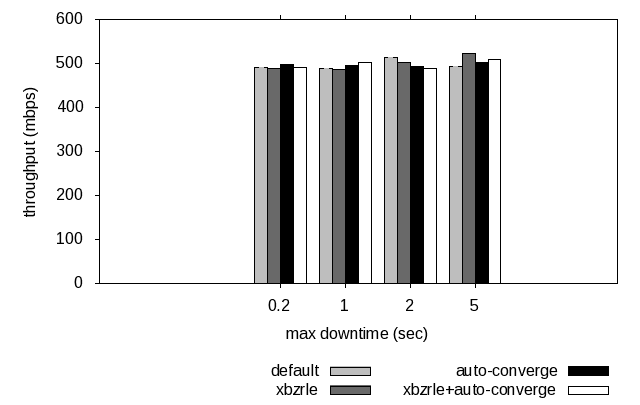 600
500
400
300
200
100
0
throughput (mbps)
0.2 1 2 5
max downtime (sec)
default auto-converge
xbzrle xbzrle+auto-converge